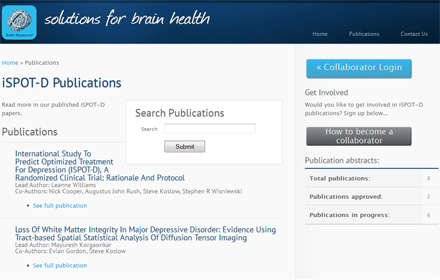 Brain Resource
solutions for brain health
Home
Publications
Contact Us
Home » Publications
iSPOT-D Publications
Read more in our published iSPOT-D
papers.
Search Publications
Search
Submit
Publications
International Study To
Predict Optimized Treatment
For Depression (iSPOT-D), A
Randomized Clinical Trial: Rationale And Protocol
Lead Author: Leanne Williams
Co-Authors: Nick Cooper, Augustus John Rush, Steve Koslow, Stephen R Wisniewski
See full publication
Loss Of White Matter Integrity In Major Depressive Disorder: Evidence Using
Tract-based Spatial Statistical Analysis Of Diffusion Tensor Imaging
Lead Author: Mayuresh Korgaonkar
Co-Authors: Evian Gordon, Steve Koslow
See full publication
« Collaborator Login
Get Involved
Would you like to get involved in iSPOT-D
publications? Sign up below...
How to become a
collaborator
Publication abstracts:
Total publications: 8
Publications approved: 2
Publications in progress: 6